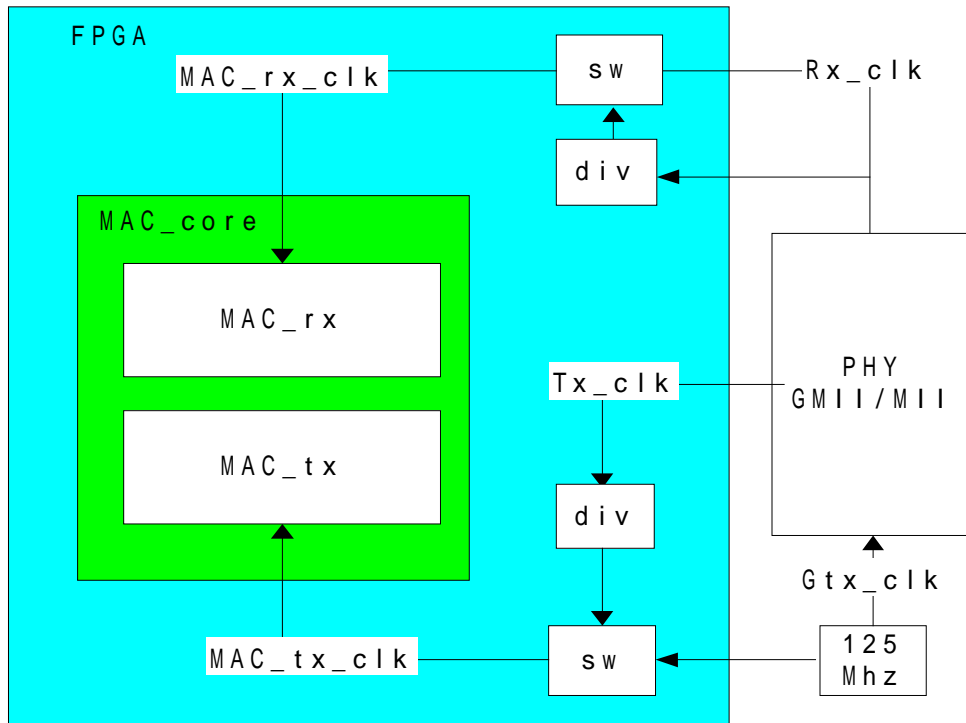 FPGA
MAC_rx_clk
sw
Rx_clk
div
MAC_core
MAC_rx
Tx_clk
PHY
GMII/MII
MAC_tx
div
Gtx_clk
MAC_tx_clk
sw
125
Mhz